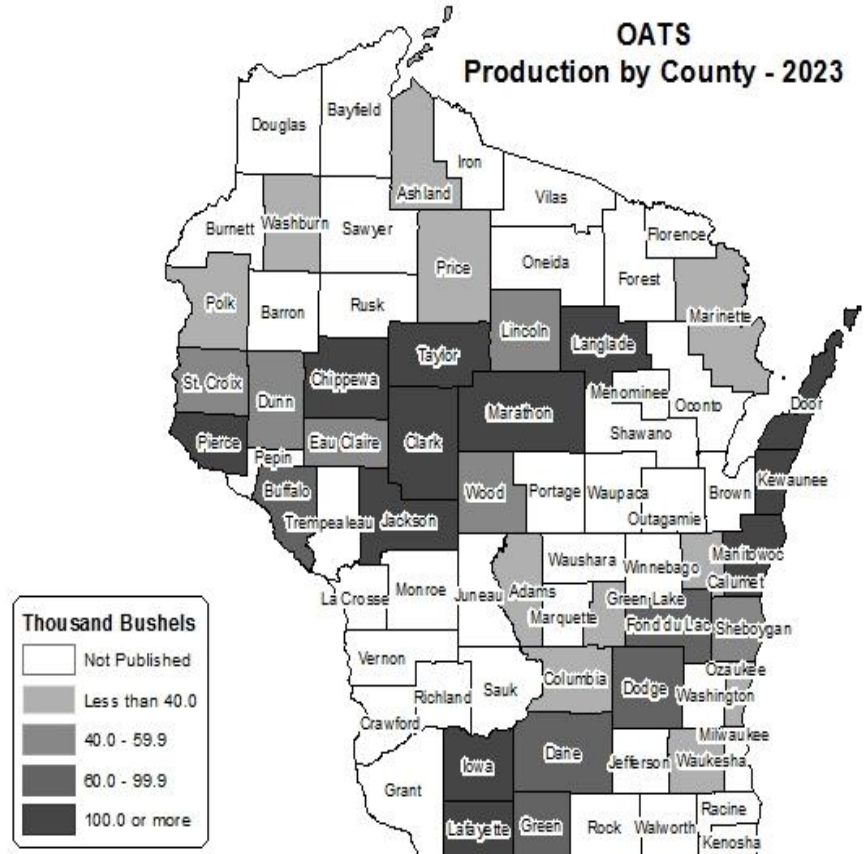 OATS
Production by County - 2023
Bayfield
Douglas
Iron
Ashland
Vilas
Burnett
Washburn
Sawyer
Florence
Price
Oneida
Forest
Polk
Barron
Rusk
Marinette
Lincoln
Langlade
Taylor
St. Croix
Chippewa
Dunn
Menominee
Oconto
Door
Marathon
Pierce
Eau Claire
Clark
Shawano
Pepin
Buffalo
Wood
Portage
Waupaca
Brown
Kewaunee
Trempealeau
Jackson
Outagamie
Manitowoc
Waushara
Winnebago
Calumet
La Crosse
Monroe
Juneau
Adams
Marquette
Green Lake
Fond du Lac
Sheboygan
Vernon
Richland
Sauk
Columbia
Dodge
Ozaukee
Washington
Crawford
Milwaukee
Iowa
Dane
Jefferson
Waukesha
Grant
Lafayette
Green
Rock
Walworth
Racine
Kenosha
Thousand Bushels
Not Published
Less than 40.0
40.0 - 59.9
60.0 - 99.9
100.0 or more